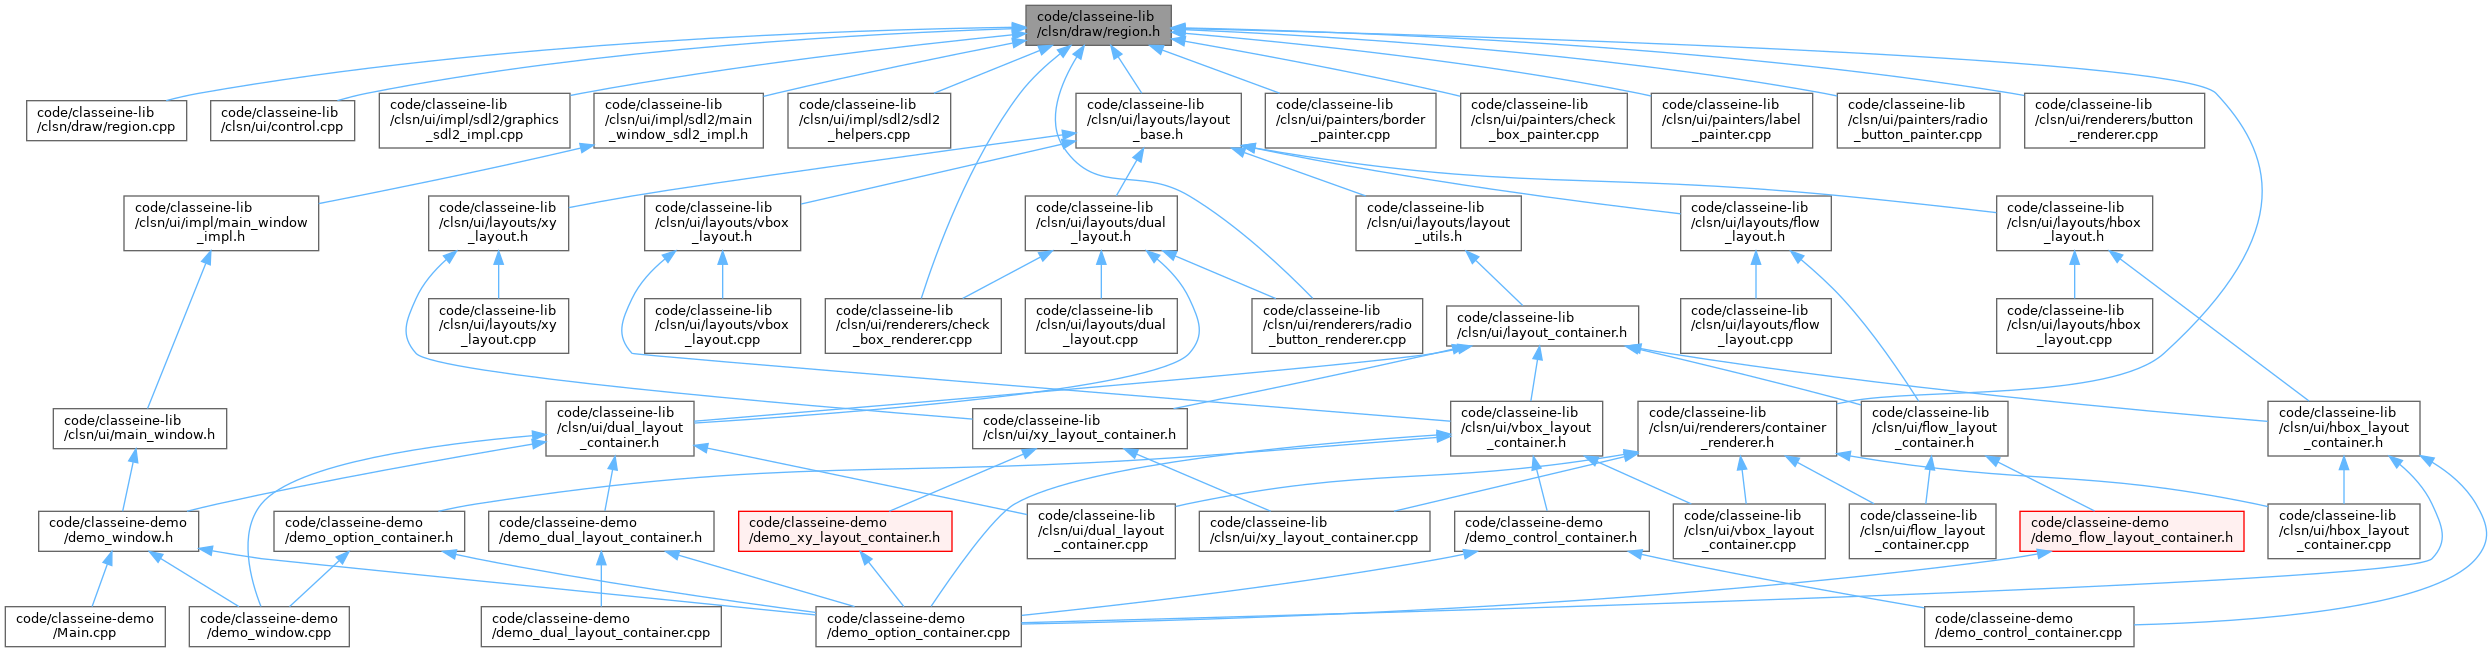 code/classeine-lib
/clsn/draw/region.h
code/classeine-lib
/clsn/draw/region.cpp
code/classeine-lib
/clsn/ui/control.cpp
code/classeine-lib
/clsn/ui/impl/sdl2/graphics
_sdl2_impl.cpp
code/classeine-lib
/clsn/ui/impl/sdl2/main
_window_sdl2_impl.h
code/classeine-lib
/clsn/ui/impl/sdl2/sdl2
_helpers.cpp
code/classeine-lib
/clsn/ui/layouts/layout
_base.h
code/classeine-lib
/clsn/ui/painters/border
_painter.cpp
code/classeine-lib
/clsn/ui/painters/check
_box_painter.cpp
code/classeine-lib
/clsn/ui/painters/label
_painter.cpp
code/classeine-lib
/clsn/ui/painters/radio
_button_painter.cpp
code/classeine-lib
/clsn/ui/renderers/button
_renderer.cpp
code/classeine-lib
/clsn/ui/impl/main_window
_impl.h
code/classeine-lib
/clsn/ui/layouts/xy
_layout.h
code/classeine-lib
/clsn/ui/layouts/vbox
_layout.h
code/classeine-lib
/clsn/ui/layouts/dual
_layout.h
code/classeine-lib
/clsn/ui/layouts/layout
_utils.h
code/classeine-lib
/clsn/ui/layouts/flow
_layout.h
code/classeine-lib
/clsn/ui/layouts/hbox
_layout.h
code/classeine-lib
/clsn/ui/layouts/xy
_layout.cpp
code/classeine-lib
/clsn/ui/layouts/vbox
_layout.cpp
code/classeine-lib
/clsn/ui/renderers/check
_box_renderer.cpp
code/classeine-lib
/clsn/ui/layouts/dual
_layout.cpp
code/classeine-lib
/clsn/ui/renderers/radio
_button_renderer.cpp
code/classeine-lib
/clsn/ui/layout_container.h
code/classeine-lib
/clsn/ui/layouts/flow
_layout.cpp
code/classeine-lib
/clsn/ui/layouts/hbox
_layout.cpp
code/classeine-lib
/clsn/ui/main_window.h
code/classeine-lib
/clsn/ui/dual_layout
_container.h
code/classeine-lib
/clsn/ui/xy_layout_container.h
code/classeine-lib
/clsn/ui/vbox_layout
_container.h
code/classeine-lib
/clsn/ui/renderers/container
_renderer.h
code/classeine-lib
/clsn/ui/flow_layout
_container.h
code/classeine-lib
/clsn/ui/hbox_layout
_container.h
code/classeine-demo
/demo_window.h
code/classeine-demo
/demo_option_container.h
code/classeine-demo
/demo_dual_layout_container.h
code/classeine-demo
/demo_xy_layout_container.h
code/classeine-lib
/clsn/ui/dual_layout
_container.cpp
code/classeine-lib
/clsn/ui/xy_layout_container.cpp
code/classeine-demo
/demo_control_container.h
code/classeine-lib
/clsn/ui/vbox_layout
_container.cpp
code/classeine-lib
/clsn/ui/flow_layout
_container.cpp
code/classeine-demo
/demo_flow_layout_container.h
code/classeine-lib
/clsn/ui/hbox_layout
_container.cpp
code/classeine-demo
/Main.cpp
code/classeine-demo
/demo_window.cpp
code/classeine-demo
/demo_dual_layout_container.cpp
code/classeine-demo
/demo_option_container.cpp
code/classeine-demo
/demo_control_container.cpp